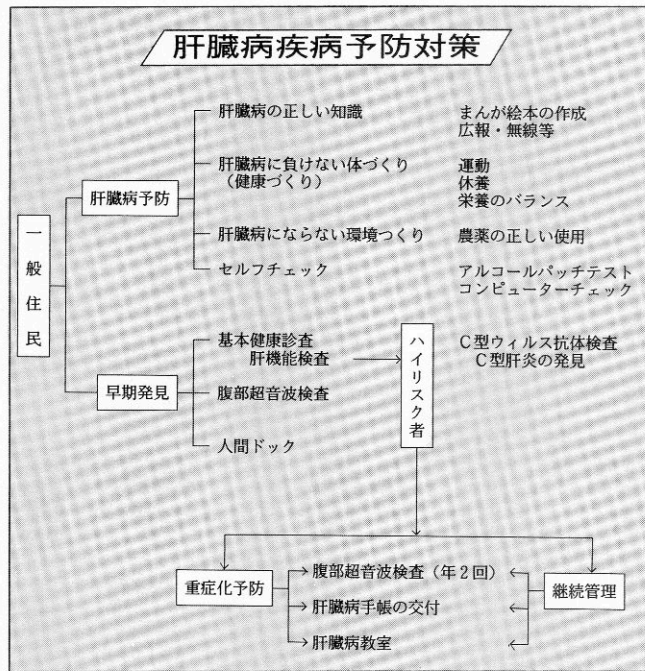 肝臓病疾病予防対策
肝臓病の正しい知識
まんが絵本の作成
広報・無線等
肝臓病に負けない体づくり
(健康づくり)
運動
休養
栄養のバランス
肝臓病予防
肝臓病にならない環境つくり
農薬の正しい使用
セルフチェック
アルコールパッチテスト
コンピューターチェック
一般住民
基本健康診査
肝機能検査
ハイリスク者
C型ウィルス抗体検査
C型肝炎の発見
早期発見
腹部超音波検査
人間ドック
重症化予防
腹部超音波検査(年2回)
肝臓病手帳の交付
肝臓病教室
継続管理